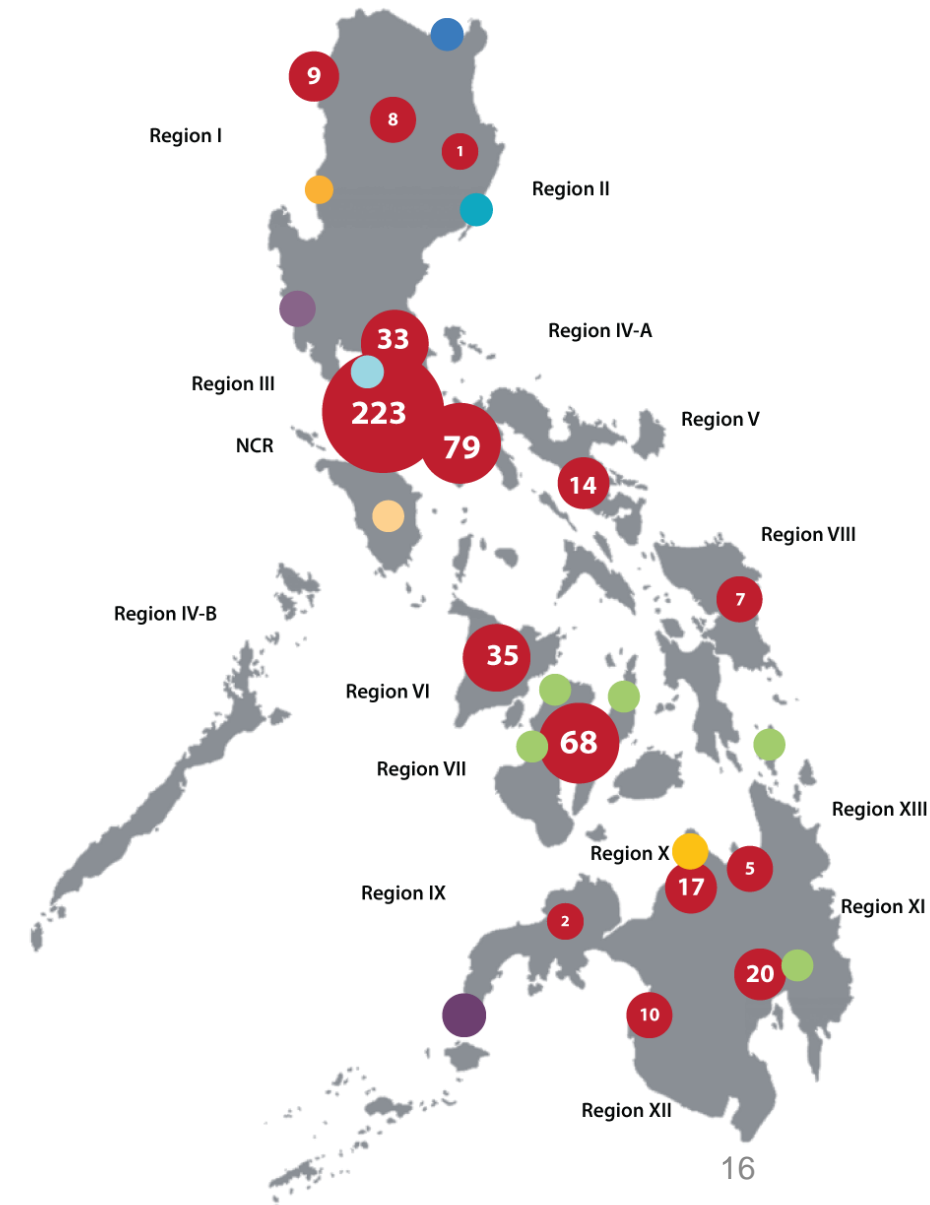 9
8
Region I
1
Region II
Region IV-A
33
Region III
223
Region V
NCR
79
14
Region VIII
7
Region IV-B
35
Region VI
68
Region VII
Region XIII
Region X
5
17
Region IX
Region XI
2
20
10
Region XII
16